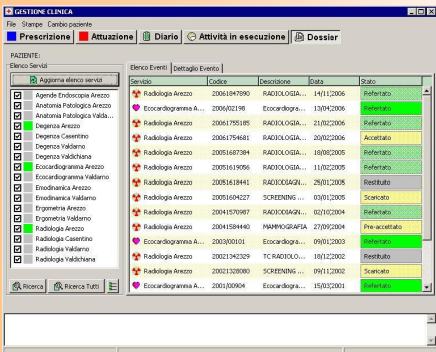 GESTIONE CLINICA
File Stampe Cambio paziente
Prescrizione Attuazione Diario Attività in esecuzione Dossier
PAZIENTE:
Elenco Servizi
Aggiorna elenco servizi
Agende Endoscopia Arezzo
Anatomia Patologica Arezzo
Anatomia Patologica Valda...
Degenza Arezzo
Degenza Casentino
Degenza Valdarno
Degenza Valdichiana
Ecocardiogramma Arezzo
Ecocardiogramma Valdarno
Emodinamica Arezzo
Emodinamica Valdarno
Ergometria Arezzo
Ergometria Valdarno
Radiologia Arezzo
Radiologia Casentino
Radiologia Valdarno
Radiologia Valdichiana
Ricerca Ricerca Tutti
Elenco Eventi Dettaglio Evento
Servizio Codice Descrizione Data Stato
Radiologia Arezzo 20061847890 RADIOLOGIA... 14/11/2006 Refertato
Ecocardiogramma A... 2006/02198 Ecocardiogra... 13/04/2006 Refertato
Radiologia Arezzo 20061755185 RADIOLOGIA... 21/02/2006 Refertato
Radiologia Arezzo 20061754681 RADIOLOGIA... 20/02/2006 Accettato
Radiologia Arezzo 20051687384 RADIOLOGIA... 18/08/2005 Refertato
Radiologia Arezzo 20051619056 RADIOLOGIA... 11/02/2005 Refertato
Radiologia Arezzo 20051618441 RADIODIAGN... 25/01/2005 Restituito
Radiologia Arezzo 20051604227 SCREENING ... 03/01/2005 Scaricato
Radiologia Arezzo 20041570987 RADIODIAGN... 02/10/2004 Refertato
Radiologia Arezzo 20041584440 MAMMOGRAFIA 27/09/2004 Pre-accettato
Ecocardiogramma A... 2003/00101 Ecocardiogra... 09/01/2003 Refertato
Radiologia Arezzo 20021342329 TC RADIOLO... 18/12/2002 Restituito
Radiologia Arezzo 20021328080 SCREENING ... 09/11/2002 Scaricato
Ecocardiogramma A... 2001/00904 Ecocardiogra... 15/03/2001 Refertato